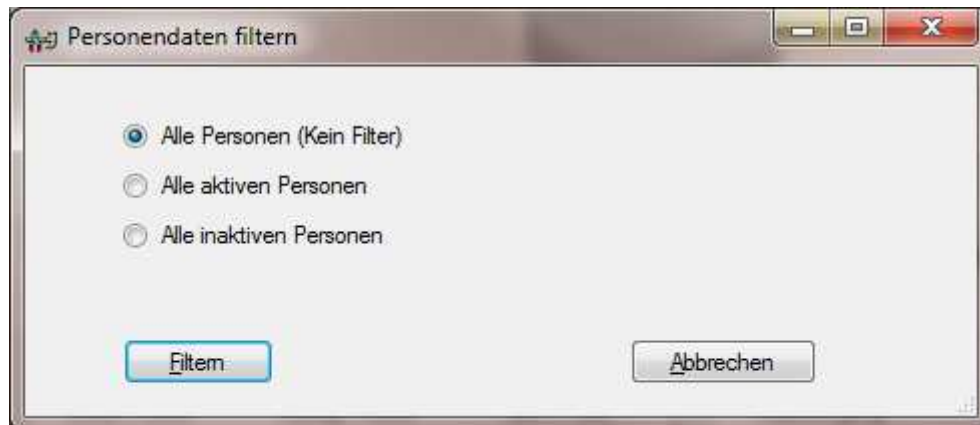 Personendaten filtern
Alle Personen (Kein Filter)
Alle aktiven Personen
Alle inaktiven Personen
Filtern Abbrechen